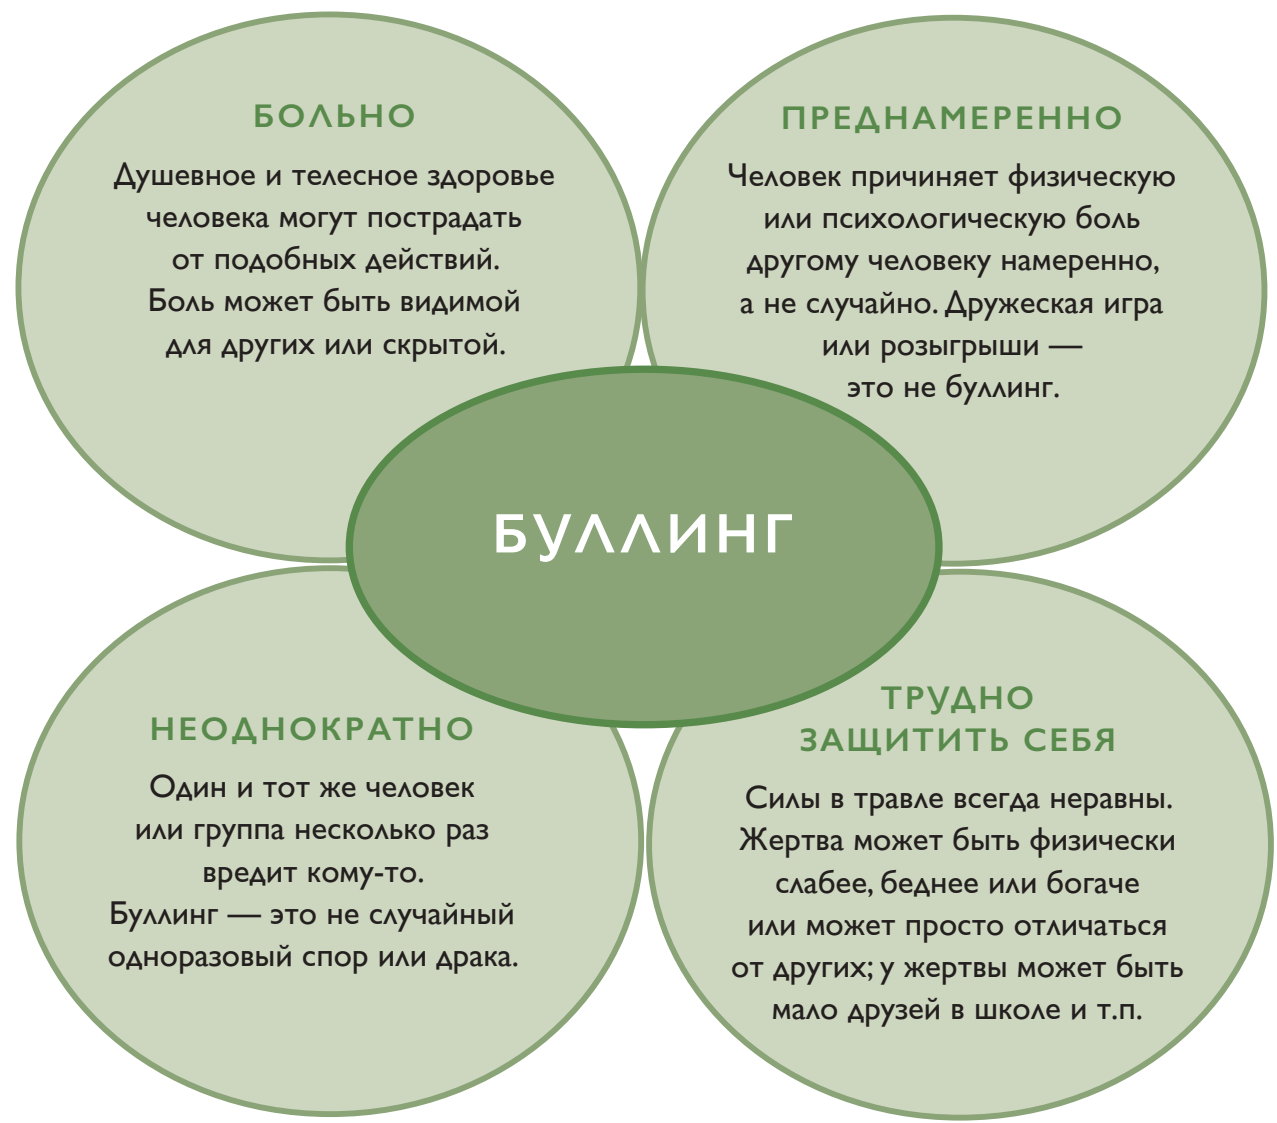 БОЛЬНО
Душевное и телесное здоровье
человека могут пострадать
от подобных действий.
Боль может быть видимой
для других или скрытой.
ПРЕДНАМЕРЕННО
Человек причиняет физическую
или психологическую боль
другому человеку намеренно,
а не случайно. Дружеская игра
или розыгрыши —
это не буллинг.
БУЛЛИНГ
НЕОДНОКРАТНО
Один и тот же человек
или группа несколько раз
вредит кому-то.
Буллинг — это не случайный
одноразовый спор или драка.
ТРУДНО
ЗАЩИТИТЬ СЕБЯ
Силы в травле всегда неравны.
Жертва может быть физически
слабее, беднее или богаче
или может просто отличаться
от других; у жертвы может быть
мало друзей в школе и т.п.